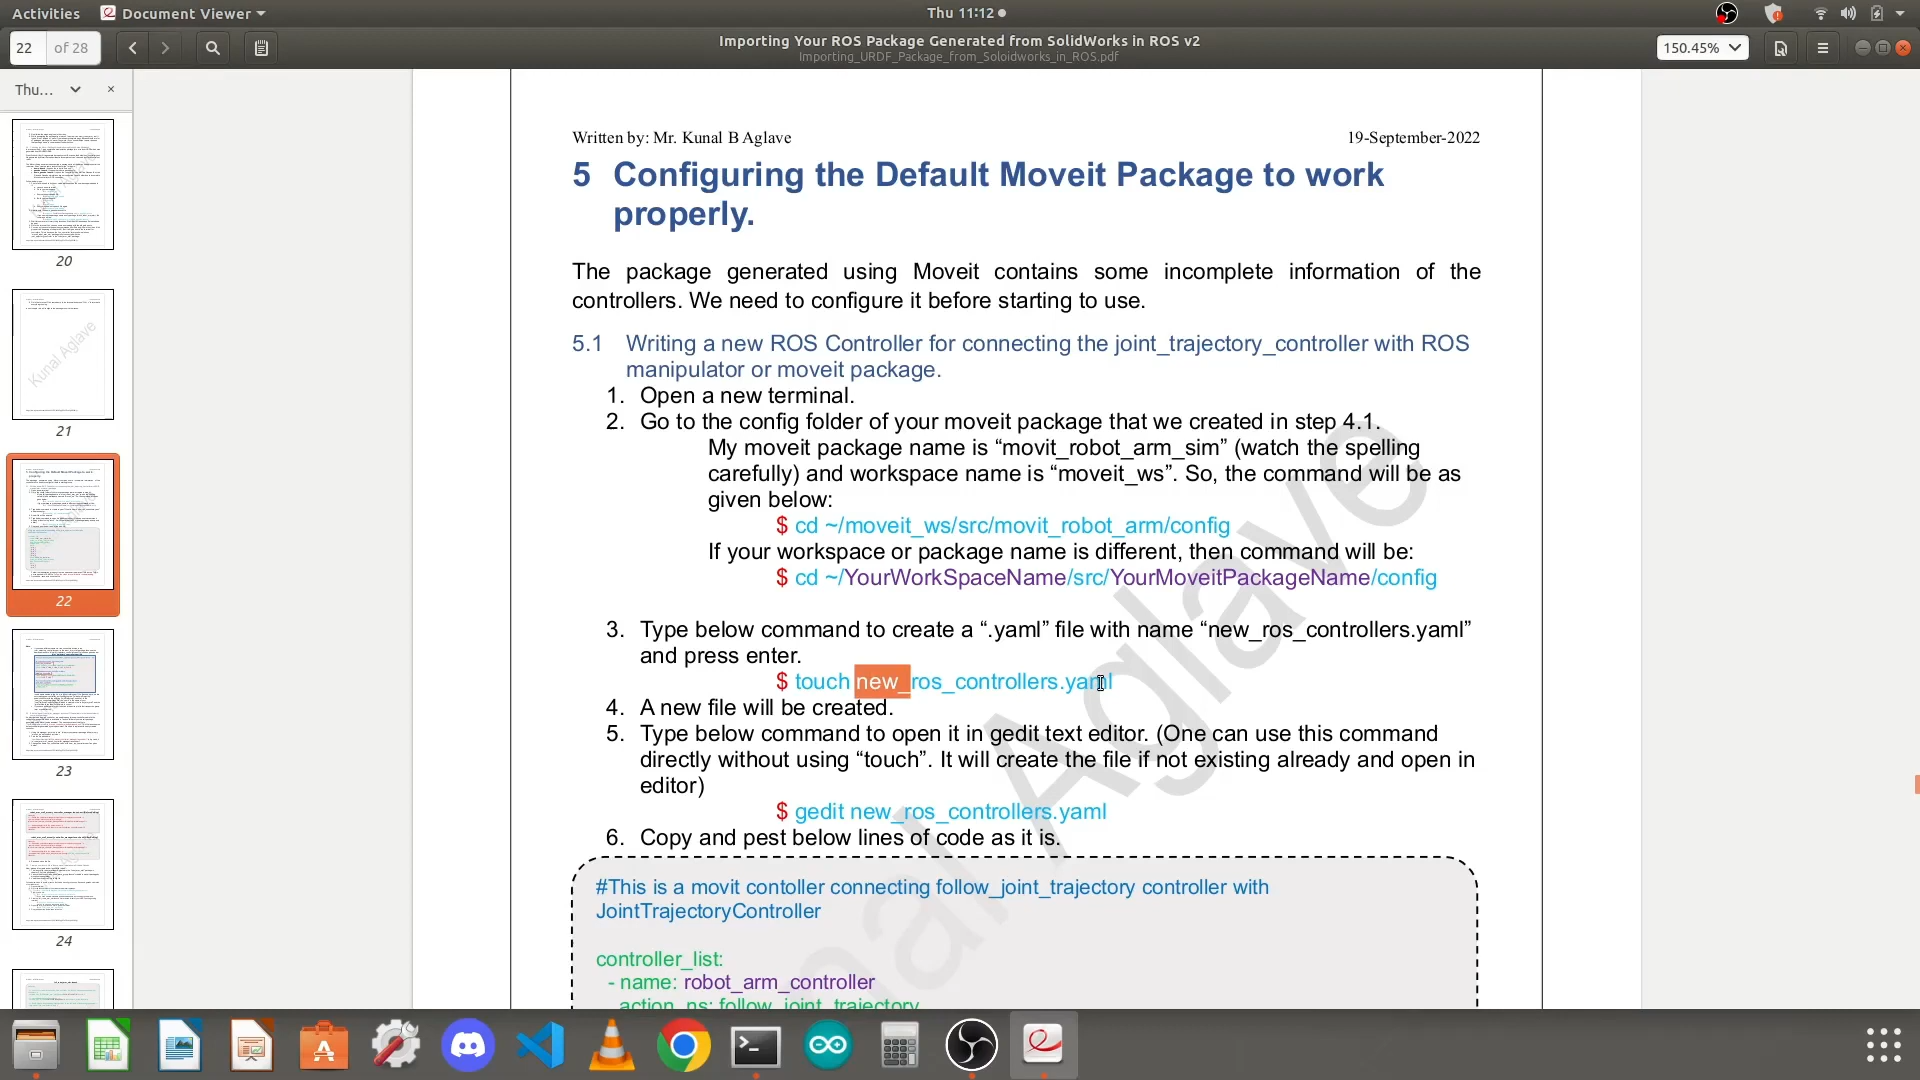 Activities
Document Viewer
Thu 11:12
22
of 28
Importing Your ROS Package Generated from SolidWorks in ROS v2
Importing_URDF_Package_from_Soloidworks_in_ROS.pdf
150.45%
Thu...
20
21
22
23
24
Written by: Mr. Kunal B Aglave
19-September-2022
5 Configuring the Default Moveit Package to work
properly.
The package generated using Moveit contains some incomplete information of the
controllers. We need to configure it before starting to use.
5.1 Writing a new ROS Controller for connecting the joint_trajectory_controller with ROS
manipulator or moveit package.
1. Open a new terminal.
2. Go to the config folder of your moveit package that we created in step 4.1.
My moveit package name is “movit_robot_arm_sim” (watch the spelling
carefully) and workspace name is “moveit_ws”. So, the command will be as
given below:
$ cd ~/moveit_ws/src/movit_robot_arm/config
If your workspace or package name is different, then command will be:
$ cd ~/YourWorkSpaceName/src/YourMoveitPackageName/config
3. Type below command to create a “.yaml” file with name “new_ros_controllers.yaml”
and press enter.
$ touch new_ros_controllers.yaml
4. A new file will be created.
5. Type below command to open it in gedit text editor. (One can use this command
directly without using “touch”. It will create the file if not existing already and open in
editor)
$ gedit new_ros_controllers.yaml
6. Copy and pest below lines of code as it is.
#This is a movit contoller connecting follow_joint_trajectory controller with
JointTrajectoryController
controller_list:
- name: robot_arm_controller
action_ns: follow_joint_trajectory
Kunal Aglave